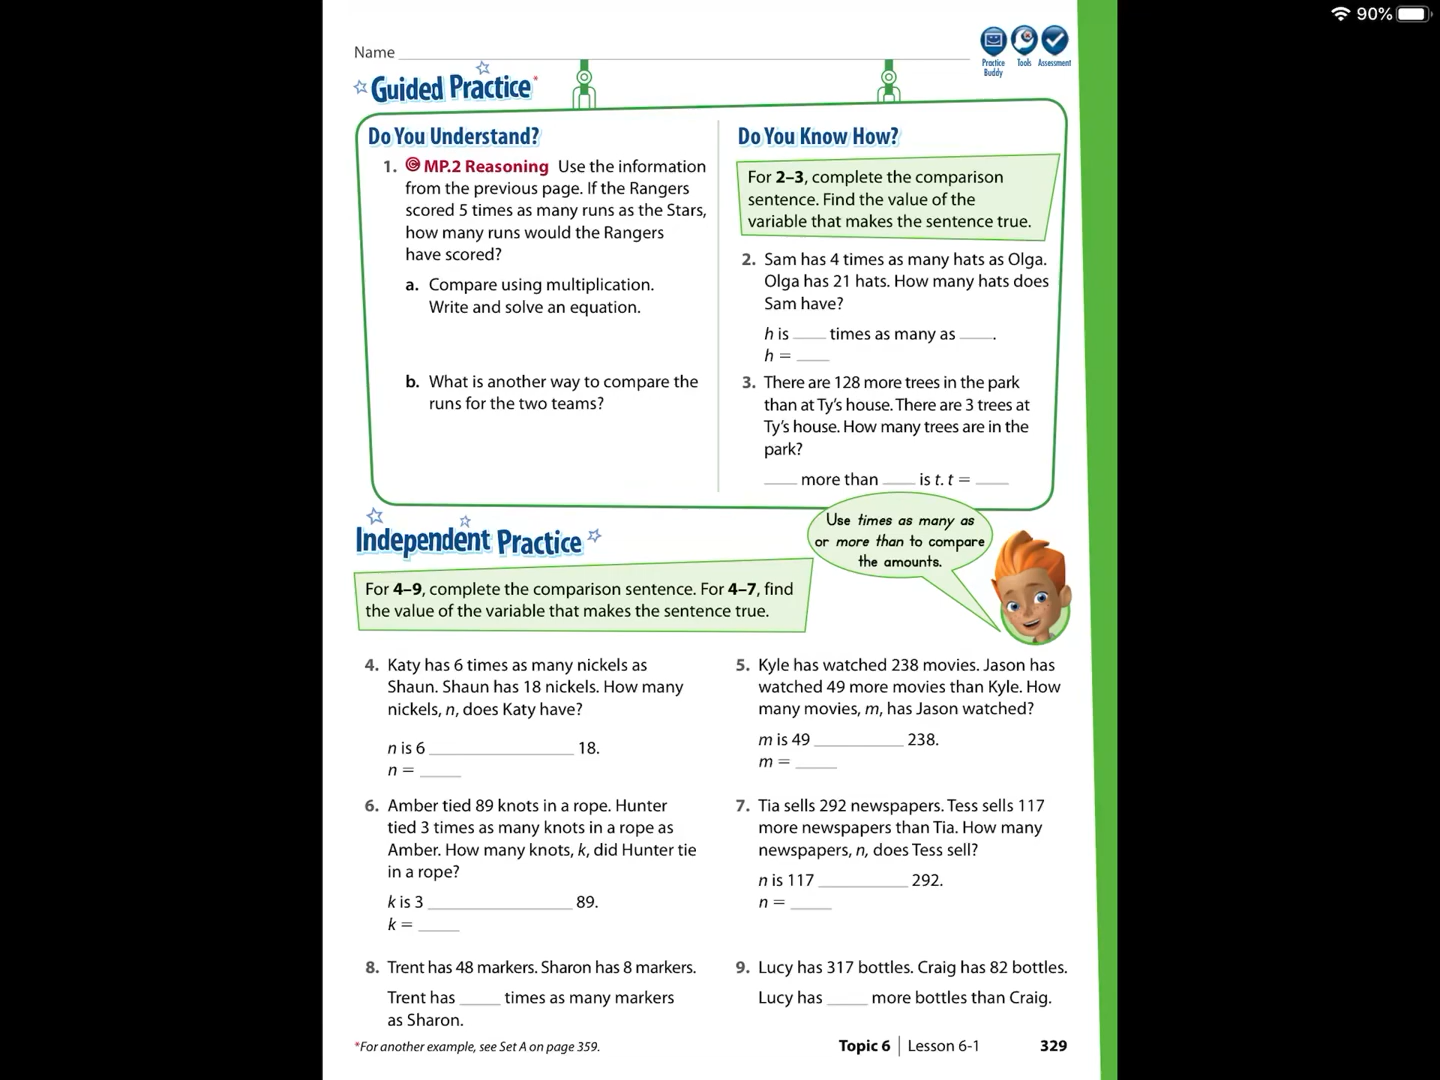 90%
Name
Practice Buddy
Tools
Assessment
Guided Practice*
Do You Understand?
1. MP.2 Reasoning Use the information
from the previous page. If the Rangers
scored 5 times as many runs as the Stars,
how many runs would the Rangers
have scored?
a. Compare using multiplication.
Write and solve an equation.
b. What is another way to compare the
runs for the two teams?
Do You Know How?
For 2–3, complete the comparison
sentence. Find the value of the
variable that makes the sentence true.
2. Sam has 4 times as many hats as Olga.
Olga has 21 hats. How many hats does
Sam have?
h is ____ times as many as ____.
h = ____
3. There are 128 more trees in the park
than at Ty's house. There are 3 trees at
Ty's house. How many trees are in the
park?
____ more than ____ is t. t = ____
Use times as many as
or more than to compare
the amounts.
Independent Practice
For 4–9, complete the comparison sentence. For 4–7, find
the value of the variable that makes the sentence true.
4. Katy has 6 times as many nickels as
Shaun. Shaun has 18 nickels. How many
nickels, n, does Katy have?
n is 6 ____ 18.
n = ____
5. Kyle has watched 238 movies. Jason has
watched 49 more movies than Kyle. How
many movies, m, has Jason watched?
m is 49 ____ 238.
m = ____
6. Amber tied 89 knots in a rope. Hunter
tied 3 times as many knots in a rope as
Amber. How many knots, k, did Hunter tie
in a rope?
k is 3 ____ 89.
k = ____
7. Tia sells 292 newspapers. Tess sells 117
more newspapers than Tia. How many
newspapers, n, does Tess sell?
n is 117 ____ 292.
n = ____
8. Trent has 48 markers. Sharon has 8 markers.
Trent has ____ times as many markers
as Sharon.
9. Lucy has 317 bottles. Craig has 82 bottles.
Lucy has ____ more bottles than Craig.
*For another example, see Set A on page 359.
Topic 6 | Lesson 6-1 329